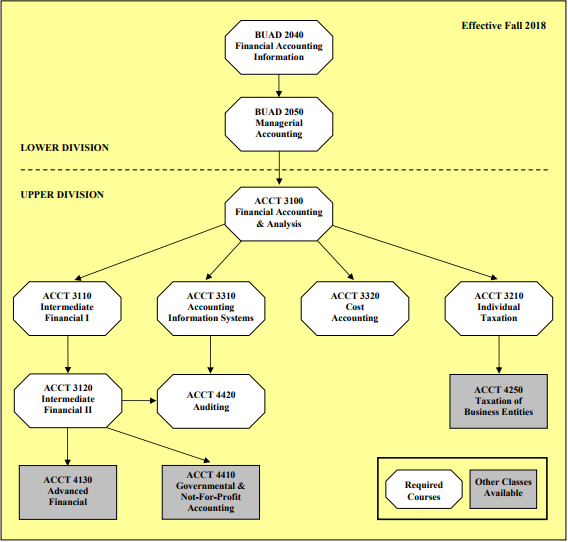 Effective Fall 2018
BUAD 2040
Financial Accounting
Information
BUAD 2050
Managerial
Accounting
LOWER DIVISION
UPPER DIVISION
ACCT 3100
Financial Accounting
& Analysis
ACCT 3110
Intermediate
Financial I
ACCT 3310
Accounting
Information Systems
ACCT 3320
Cost
Accounting
ACCT 3210
Individual
Taxation
ACCT 3120
Intermediate
Financial II
ACCT 4420
Auditing
ACCT 4250
Taxation of
Business Entities
ACCT 4130
Advanced
Financial
ACCT 4410
Governmental &
Not-For-Profit
Accounting
Required
Courses
Other Classes
Available